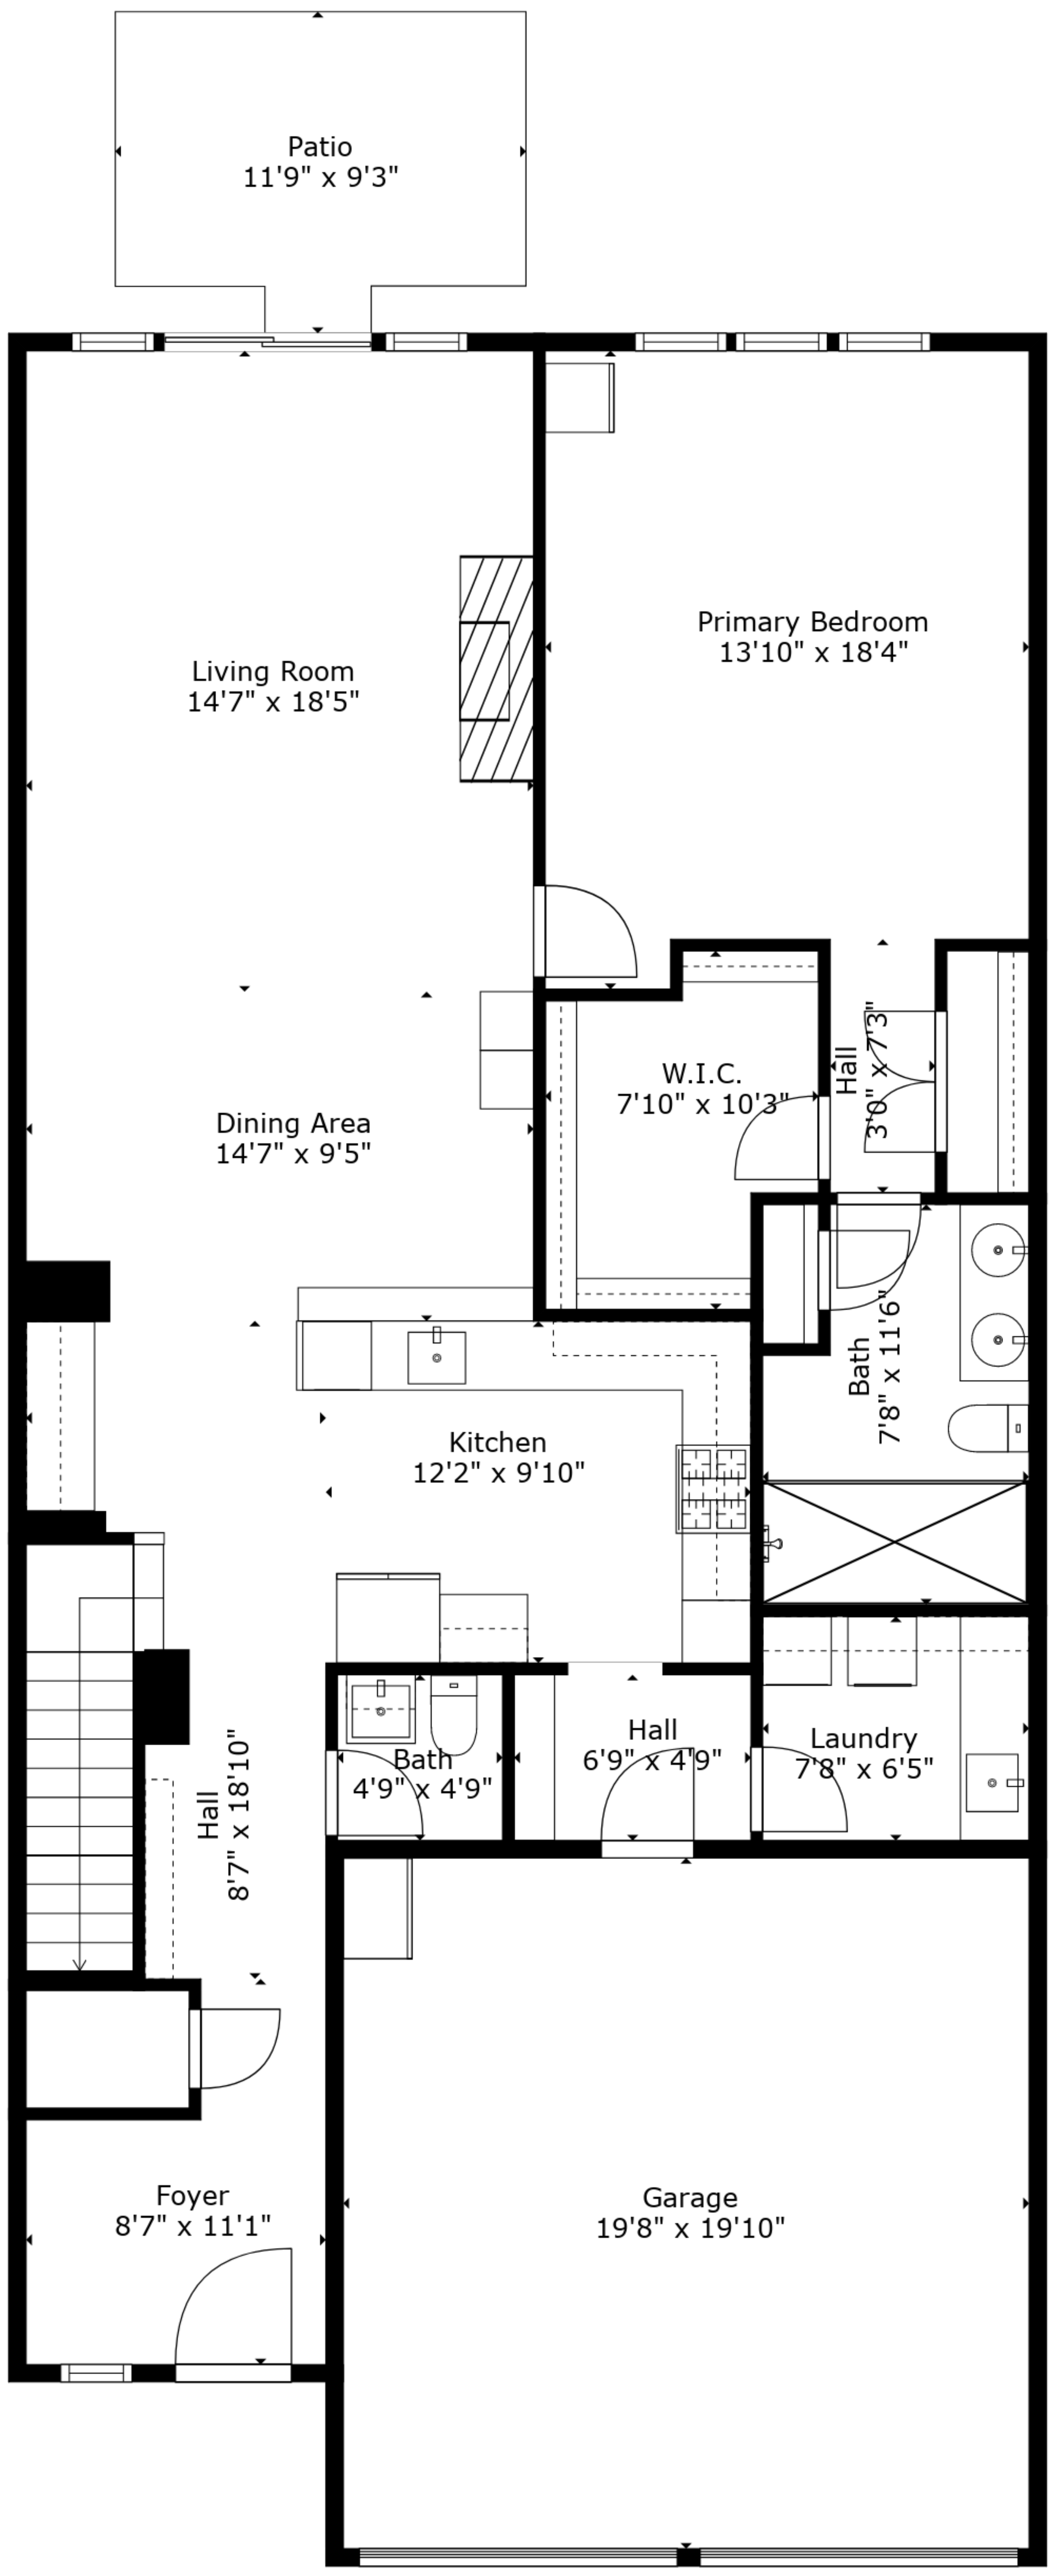 Patio
11'9" x 9'3"
Primary Bedroom
13'10" x 18'4"
Living Room
14'7" x 18'5"
W.I.C.
7'10" x 10'3"
Hall
3'0" x 7'3"
Dining Area
14'7" x 9'5"
Bath
7'8" x 11'6"
Kitchen
12'2" x 9'10"
Hall
6'9" x 4'9"
Laundry
7'8" x 6'5"
Bath
4'9" x 4'9"
Hall
8'7" x 18'10"
Foyer
8'7" x 11'1"
Garage
19'8" x 19'10"